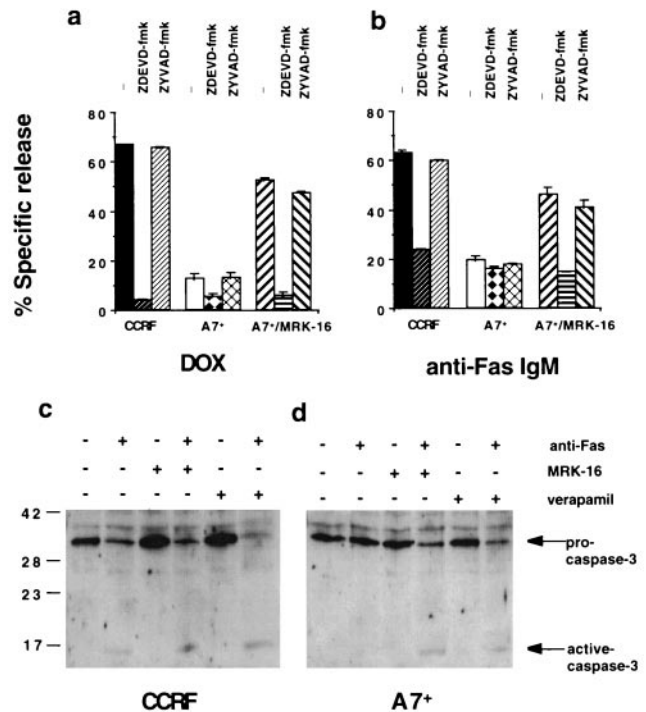 a
b
– ZDEVD-fmk ZYVAD-fmk – ZDEVD-fmk ZYVAD-fmk – ZDEVD-fmk ZYVAD-fmk
– ZDEVD-fmk ZYVAD-fmk – ZDEVD-fmk ZYVAD-fmk – ZDEVD-fmk ZYVAD-fmk
% Specific release
80
60
40
20
0
80
60
40
20
0
CCRF A7+ A7+/MRK-16
CCRF A7+ A7+/MRK-16
DOX
anti-Fas IgM
c
d
- + - + - +
- + - + - + anti-Fas
- - + + - -
- - + + - - MRK-16
- - - - + +
- - - - + + verapamil
42
28
23
17
pro-
caspase-3
active-
caspase-3
CCRF
A7+